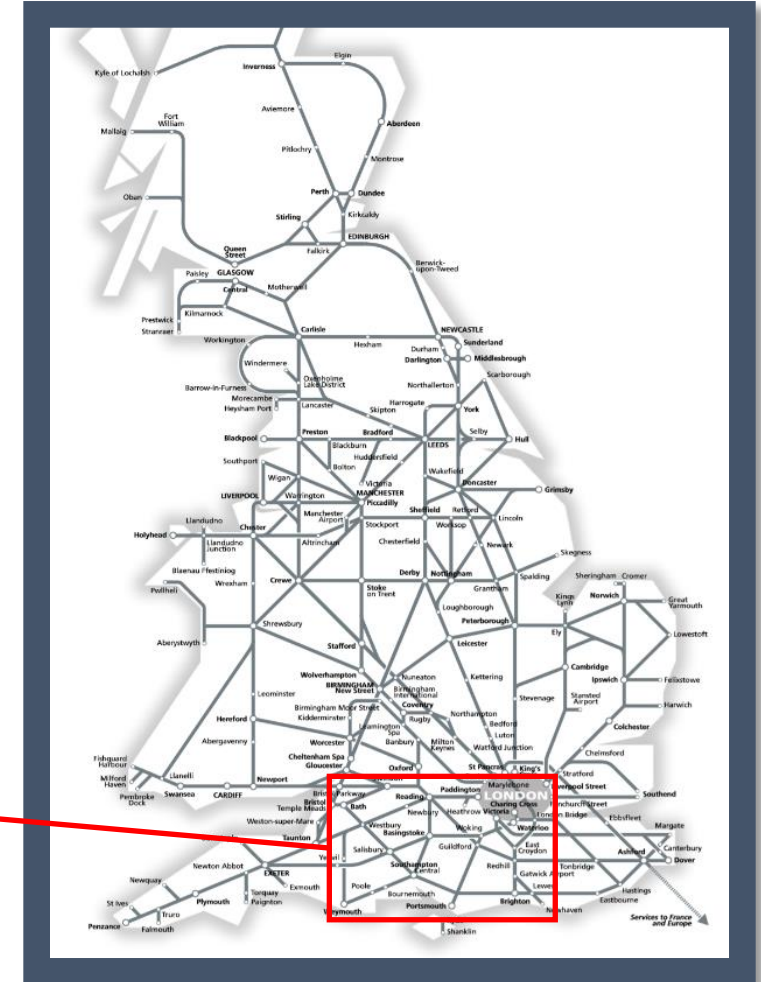 Elgin
Inverness
Kyle of Lochalsh
Aviemore
Fort
William
Mallaig
Aberdeen
Pitlochry
Montrose
Perth
Dundee
Oban
Stirling
Kirkcaldy
EDINBURGH
Queen
Street
Falkirk
Berwick-
upon-Tweed
Paisley
GLASGOW
Central
Motherwell
Prestwick
Stranraer
Kilmarnock
Carlisle
NEWCASTLE
Sunderland
Workington
Hexham
Durham
Darlington
Middlesbrough
Windermere
Scarborough
Oxenholme
Lake District
Northallerton
Barrow-in-Furness
Morecambe
Heysham Port
Lancaster
Harrogate
York
Skipton
Blackpool
Preston
Bradford
LEEDS
Selby
Hull
Blackburn
Huddersfield
Southport
Bolton
Wakefield
Wigan
Victoria
Doncaster
Grimsby
LIVERPOOL
Warrington
MANCHESTER
Piccadilly
Manchester
Airport
Stockport
Sheffield
Retford
Worksop
Lincoln
Llandudno
Holyhead
Chester
Llandudno
Junction
Altrincham
Chesterfield
Newark
Skegness
Blaenau Ffestiniog
Wrexham
Crewe
Derby
Nottingham
Pwllheli
Stoke
on Trent
Grantham
Spalding
Sheringham
Cromer
Kings
Lynn
Norwich
Great
Yarmouth
Loughborough
Aberystwyth
Shrewsbury
Peterborough
Ely
Lowestoft
Stafford
Leicester
Wolverhampton
BIRMINGHAM
New Street
Nuneaton
Birmingham
International
Kettering
Cambridge
Ipswich
Felixstowe
Leominster
Birmingham Moor Street
Kidderminster
Coventry
Rugby
Northampton
Stevenage
Stansted
Airport
Harwich
Hereford
Leamington
Spa
Bedford
Colchester
Abergavenny
Worcester
Banbury
Milton
Keynes
Luton
Watford Junction
Chelmsford
Fishguard
Harbour
Cheltenham Spa
Gloucester
Oxford
St Pancras
King's
Stratford
Milford
Haven
Llanelli
Pembroke
Dock
Swansea
CARDIFF
Newport
Parkway
Paddington
Marylebone
Liverpool Street
Southend
LONDON
Bristol
Temple Meads
Bath
Reading
Newbury
Heathrow
Victoria
Charing Cross
Fenchurch Street
London Bridge
Ebbsfleet
Weston-super-Mare
Westbury
Basingstoke
Woking
Waterloo
Margate
Taunton
Salisbury
Guildford
East
Croydon
Canterbury
Ashford
Dover
Newton Abbot
EXETER
Southampton
Central
Redhill
Gatwick Airport
Tonbridge
Newquay
Exmouth
Poole
Bournemouth
Lewes
Hastings
Eastbourne
St Ives
Plymouth
Torquay
Paignton
Weymouth
Portsmouth
Brighton
Newhaven
Truro
Penzance
Falmouth
Shanklin
Services to France
and Europe